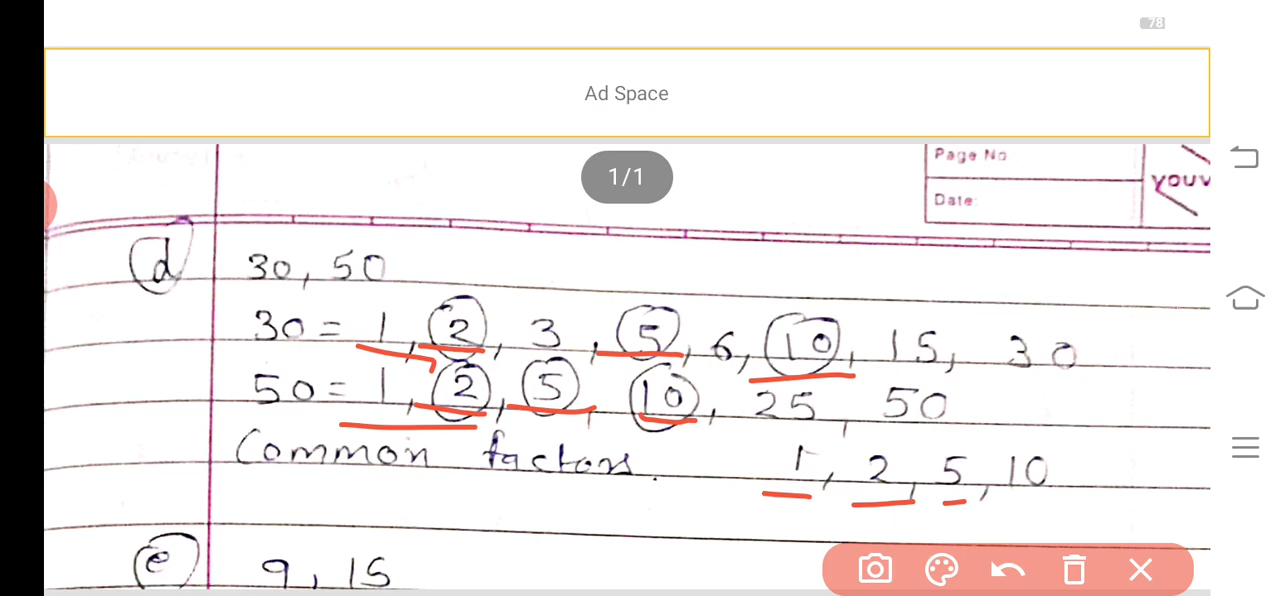 78
Ad Space
1/1
Page No
Date:
youv
(d) 30, 50
30 = 1, 2, 3, 5, 6, 10, 15, 30
50 = 1, 2, 5, 10, 25, 50
Common factors. 1, 2, 5, 10
(e) 9, 15